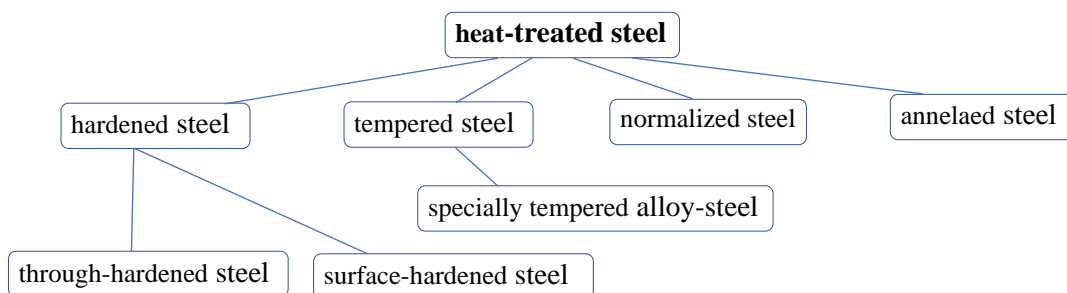 heat-treated steel
hardened steel
tempered steel
normalized steel
annelaed steel
specially tempered alloy-steel
through-hardened steel
surface-hardened steel